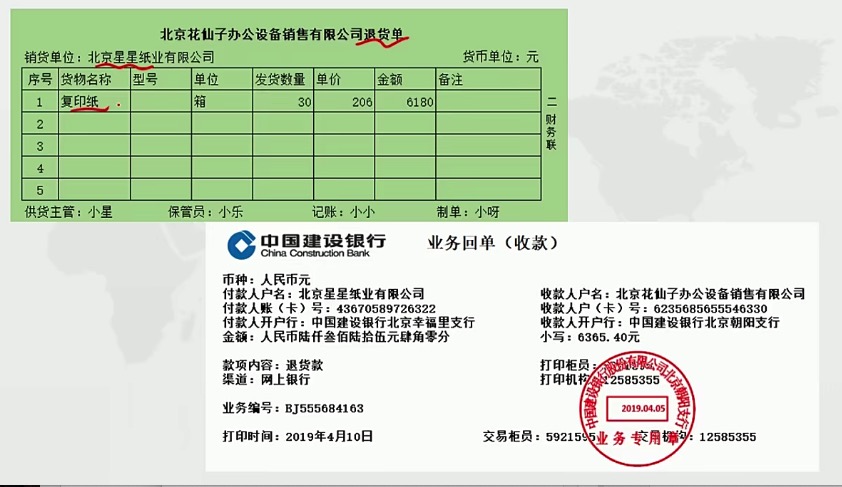 北京花仙子办公设备销售有限公司退货单
销货单位：北京星星纸业有限公司 货币单位：元
序号 货物名称 型号 单位 发货数量 单价 金额 备注
1 复印纸 箱 30 206 6180
2
3
4
5
二 财务联
供货主管：小星 保管员：小乐 记账：小小 制单：小呀
中国建设银行 业务回单（收款）
China Construction Bank
币种：人民币元
付款人户名：北京星星纸业有限公司 收款人户名：北京花仙子办公设备销售有限公司
付款人账（卡）号：43670589726322 收款人户（卡）号：6235685655546330
付款人开户行：中国建设银行北京幸福里支行 收款人开户行：中国建设银行北京朝阳支行
金额：人民币陆仟叁佰陆拾伍元肆角零分 小写：6365.40元
款项内容：退货款 打印柜员：
渠道：网上银行 打印机构 12585355
业务编号：BJ555684163
打印时间：2019年4月10日 交易柜员：5921595 交易机构：12585355
中国建设银行股份有限公司北京朝阳支行
2019.04.05
业务专用章